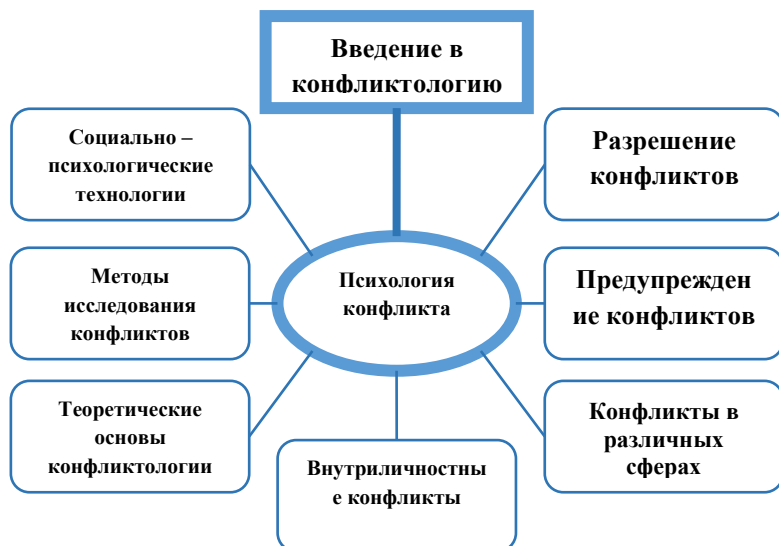 Введение в
конфликтологию
Социально –
психологические
технологии
Разрешение
конфликтов
Методы
исследования
конфликтов
Психология
конфликта
Предупрежден
ие конфликтов
Теоретические
основы
конфликтологии
Внутриличностны
е конфликты
Конфликты в
различных
сферах